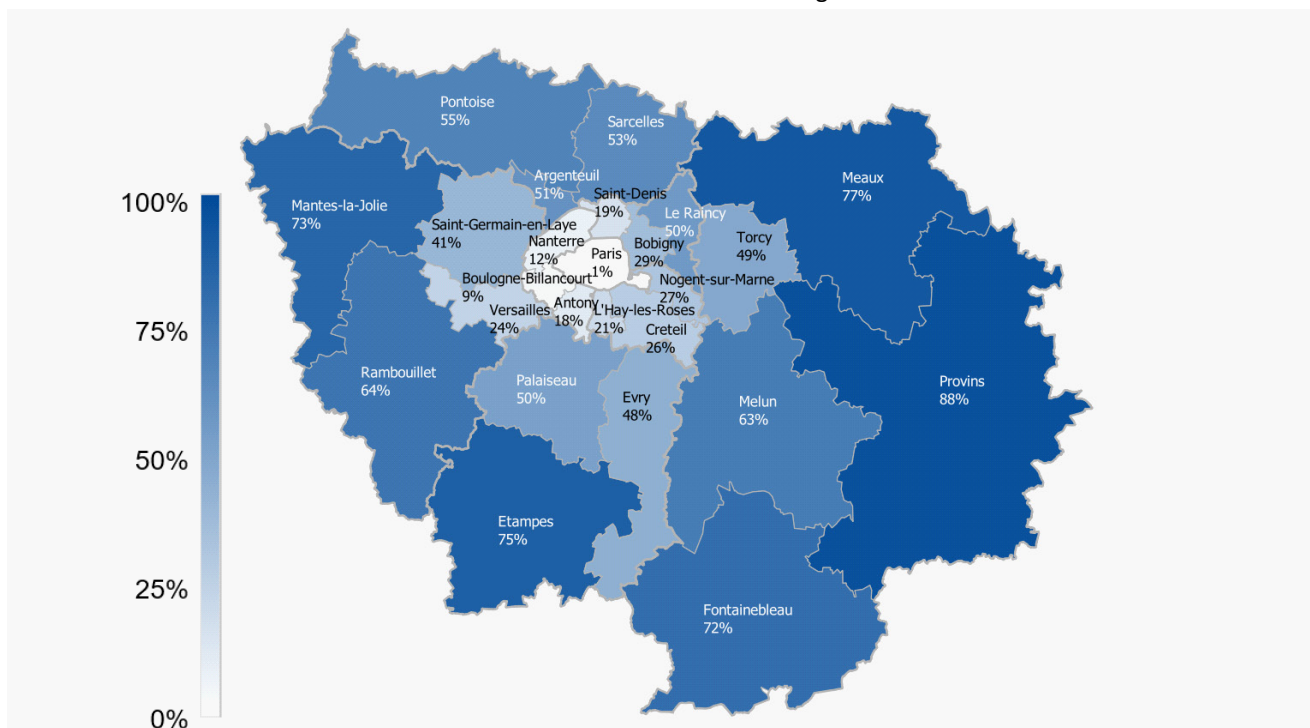 Pontoise
55%
Sarcelles
53%
Meaux
77%
Argenteuil
51%
Saint-Denis
19%
Mantes-la-Jolie
73%
Le Raincy
50%
Saint-Germain-en-Laye
41%
Nanterre
12%
Paris
1%
Bobigny
29%
Torcy
49%
Boulogne-Billancourt
9%
Nogent-sur-Marne
27%
Versailles
24%
Antony
18%
L'Hay-les-Roses
21%
Creteil
26%
Rambouillet
64%
Palaiseau
50%
Evry
48%
Melun
63%
Provins
88%
Etampes
75%
Fontainebleau
72%
100%
75%
50%
25%
0%